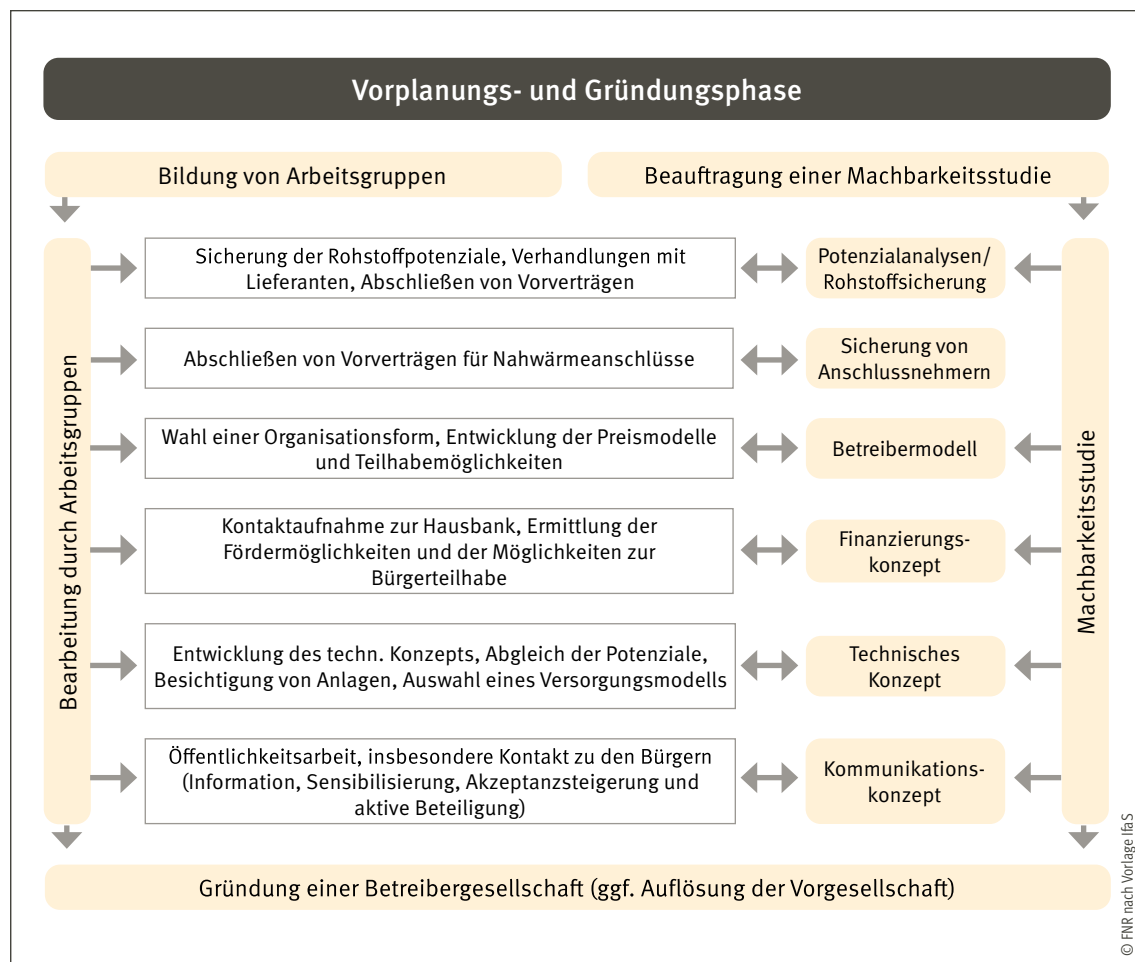 Vorplanungs- und Gründungsphase
Bildung von Arbeitsgruppen
Beauftragung einer Machbarkeitsstudie
Bearbeitung durch Arbeitsgruppen
Sicherung der Rohstoffpotenziale, Verhandlungen mit
Lieferanten, Abschließen von Vorverträgen
Potenzialanalysen/
Rohstoffsicherung
Abschließen von Vorverträgen für Nahwärmeanschlüsse
Sicherung von
Anschlussnehmern
Wahl einer Organisationsform, Entwicklung der Preismodelle
und Teilhabemöglichkeiten
Betreibermodell
Kontaktaufnahme zur Hausbank, Ermittlung der
Fördermöglichkeiten und der Möglichkeiten zur
Bürgerteilhabe
Finanzierungs-
konzept
Entwicklung des techn. Konzepts, Abgleich der Potenziale,
Besichtigung von Anlagen, Auswahl eines Versorgungsmodells
Technisches
Konzept
Öffentlichkeitsarbeit, insbesondere Kontakt zu den Bürgern
(Information, Sensibilisierung, Akzeptanzsteigerung und
aktive Beteiligung)
Kommunikations-
konzept
Machbarkeitsstudie
Gründung einer Betreibergesellschaft (ggf. Auflösung der Vorgesellschaft)
© FNR nach Vorlage IfaS